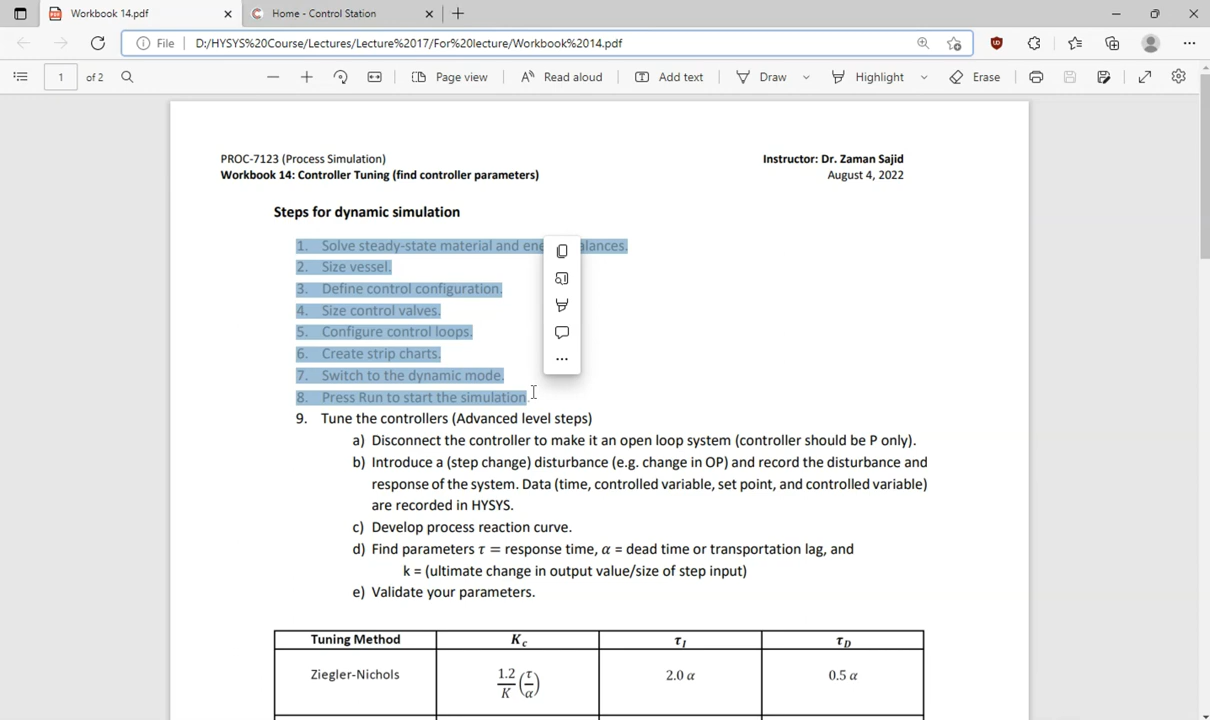 Workbook 14.pdf
Home - Control Station
File D:/HYSYS%20Course/Lectures/Lecture%2017/For%20lecture/Workbook%2014.pdf
1 of 2 Page view Read aloud Add text Draw Highlight Erase
PROC-7123 (Process Simulation) Instructor: Dr. Zaman Sajid
Workbook 14: Controller Tuning (find controller parameters) August 4, 2022
Steps for dynamic simulation
1. Solve steady-state material and ene alances.
2. Size vessel.
3. Define control configuration.
4. Size control valves.
5. Configure control loops.
6. Create strip charts.
7. Switch to the dynamic mode.
8. Press Run to start the simulation.
9. Tune the controllers (Advanced level steps)
a) Disconnect the controller to make it an open loop system (controller should be P only).
b) Introduce a (step change) disturbance (e.g. change in OP) and record the disturbance and
response of the system. Data (time, controlled variable, set point, and controlled variable)
are recorded in HYSYS.
c) Develop process reaction curve.
d) Find parameters τ = response time, α = dead time or transportation lag, and
k = (ultimate change in output value/size of step input)
e) Validate your parameters.
Tuning Method K_c τ_I τ_D
Ziegler-Nichols 1.2/K (τ/α) 2.0 α 0.5 α